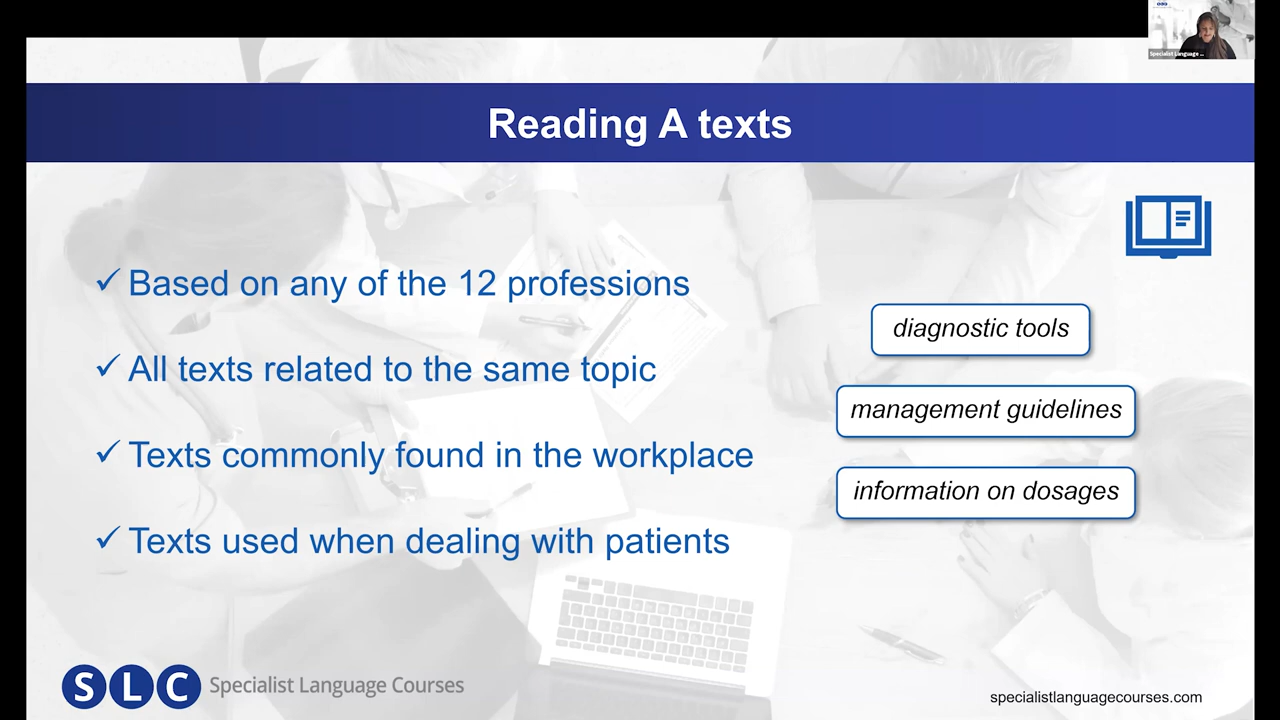 Specialist Language ...
Reading A texts
✓ Based on any of the 12 professions
✓ All texts related to the same topic
✓ Texts commonly found in the workplace
✓ Texts used when dealing with patients
diagnostic tools
management guidelines
information on dosages
SLC Specialist Language Courses
specialistlanguagecourses.com